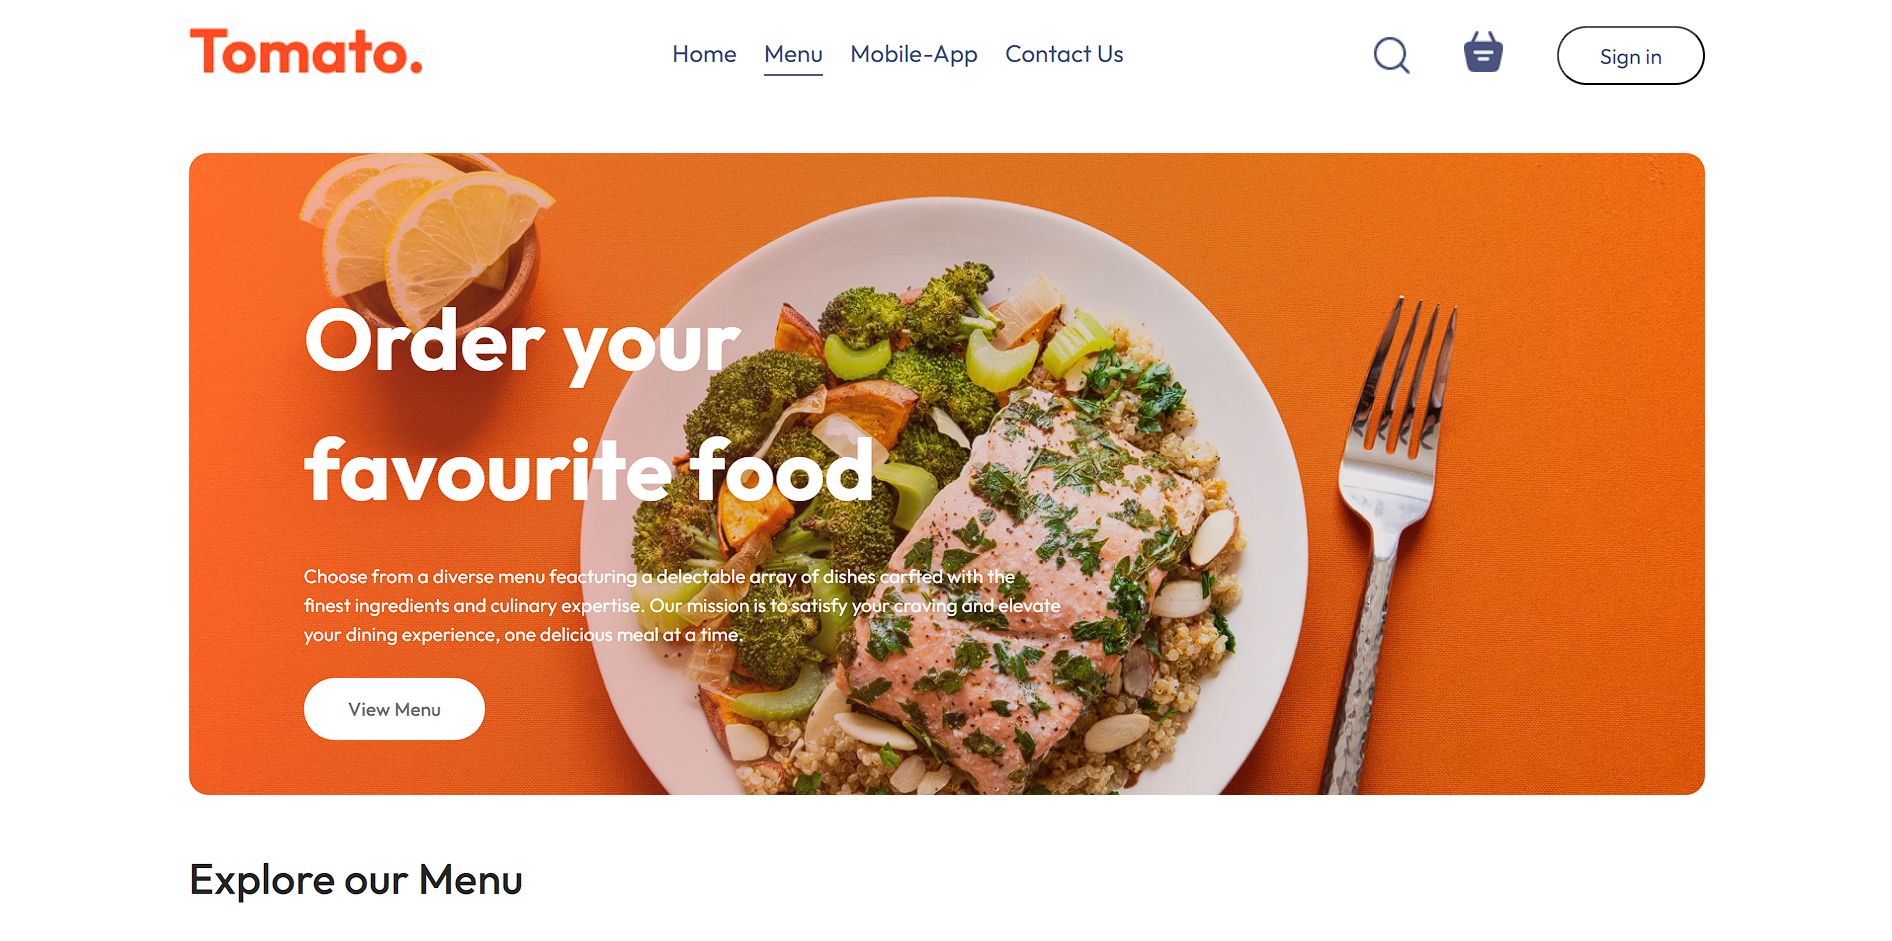 Tomato.
Home Menu Mobile-App Contact Us
Sign in
Order your
favourite food
Choose from a diverse menu feacturing a delectable array of dishes carfted with the
finest ingredients and culinary expertise. Our mission is to satisfy your craving and elevate
your dining experience, one delicious meal at a time.
View Menu
Explore our Menu